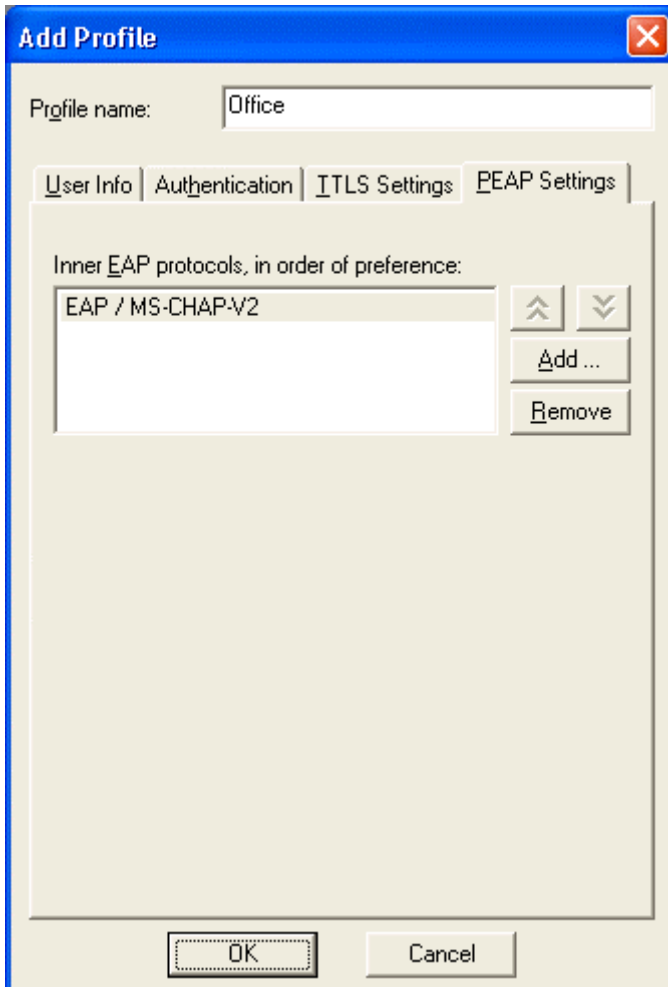 Add Profile
Profile name: Office
User Info Authentication TTLS Settings PEAP Settings
Inner EAP protocols, in order of preference:
EAP / MS-CHAP-V2
Add ...
Remove
OK Cancel